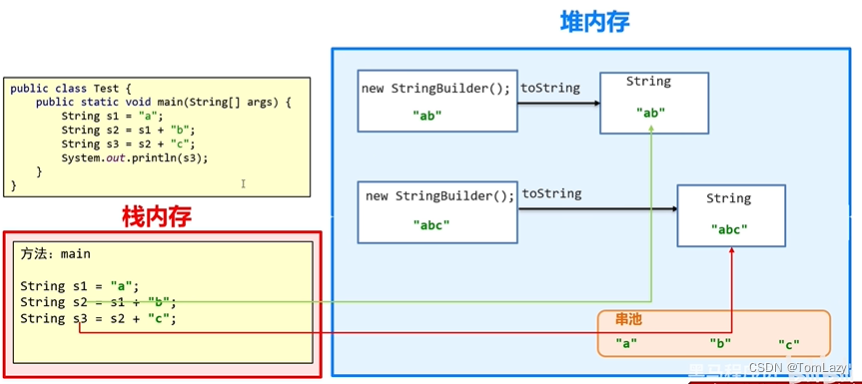 堆内存
public class Test {
public static void main(String[] args) {
String s1 = "a";
String s2 = s1 + "b";
String s3 = s2 + "c";
System.out.println(s3);
}
}
new StringBuilder();
"ab"
toString
String
"ab"
new StringBuilder();
"abc"
toString
String
"abc"
栈内存
方法：main
String s1 = "a";
String s2 = s1 + "b";
String s3 = s2 + "c";
串池
"a" "b" "c"
CSDN @TomLazy